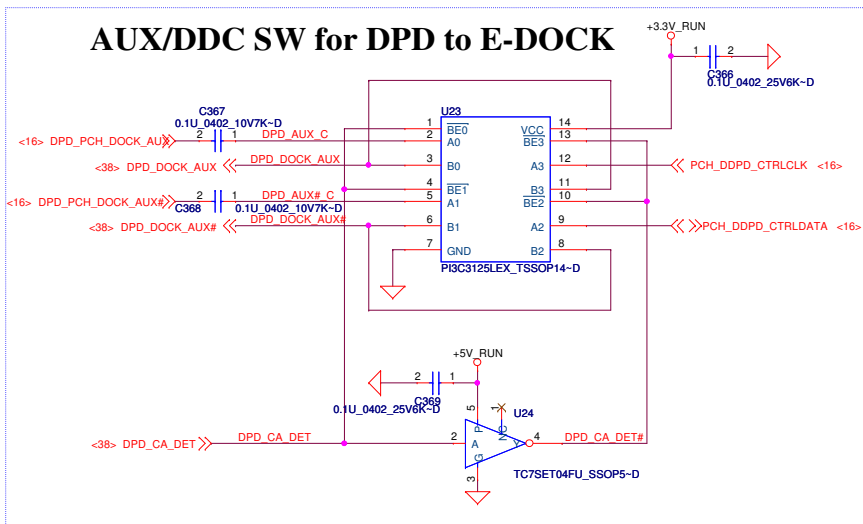 AUX/DDC SW for DPD to E-DOCK
+3.3V_RUN
1 2
C366
0.1U_0402_25V6K~D
U23
C367
0.1U_0402_10V7K~D
<16> DPD_PCH_DOCK_AUX 2 1 DPD_AUX_C
<38> DPD_DOCK_AUX DPD_DOCK_AUX
<16> DPD_PCH_DOCK_AUX# 2 1 DPD_AUX#_C
C368 0.1U_0402_10V7K~D
<38> DPD_DOCK_AUX# DPD_DOCK_AUX#
1 BE0 VCC 14
2 A0 BE3 13
3 B0 A3 12 PCH_DDPD_CTRLCLK <16>
4 BE1 B3 11
5 A1 BE2 10
6 B1 A2 9 PCH_DDPD_CTRLDATA <16>
7 GND B2 8
PI3C3125LEX_TSSOP14~D
+5V_RUN
2 1
C369
0.1U_0402_25V6K~D
5 1 U24
P NC
<38> DPD_CA_DET DPD_CA_DET 2 A Y 4 DPD_CA_DET#
G
3
TC7SET04FU_SSOP5~D